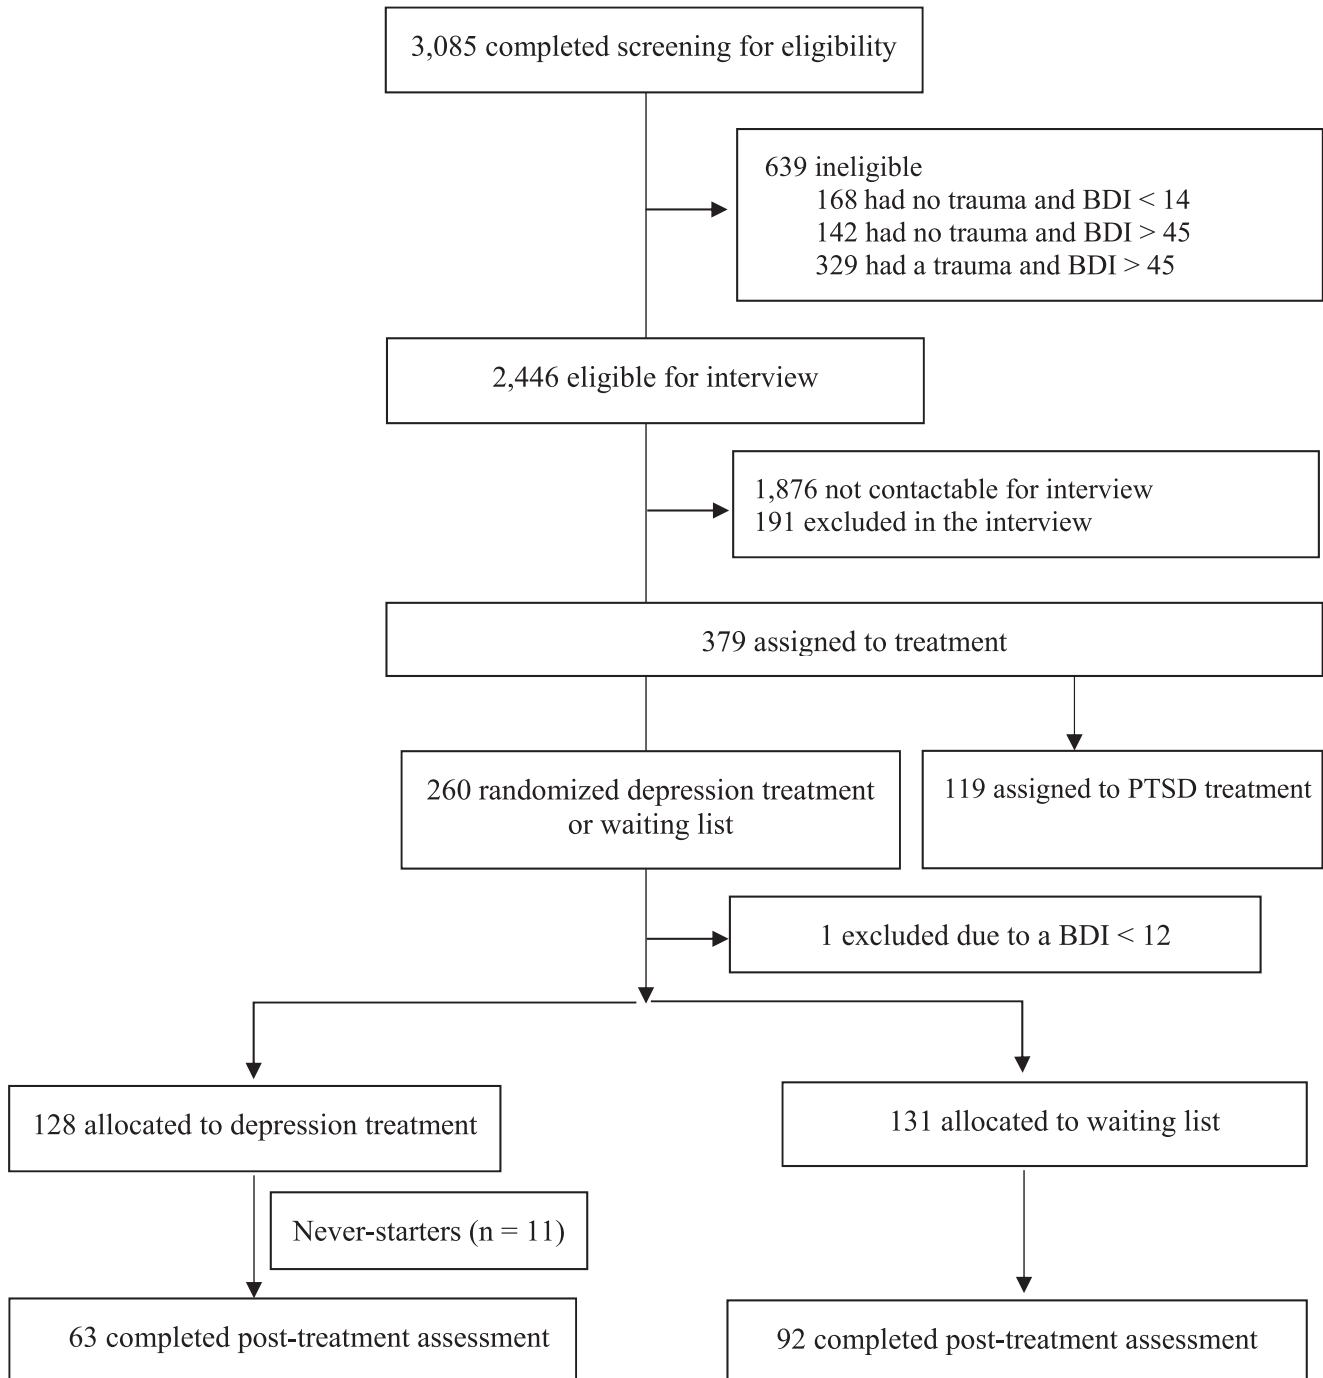 3,085 completed screening for eligibility
639 ineligible
168 had no trauma and BDI < 14
142 had no trauma and BDI > 45
329 had a trauma and BDI > 45
2,446 eligible for interview
1,876 not contactable for interview
191 excluded in the interview
379 assigned to treatment
260 randomized depression treatment
or waiting list
119 assigned to PTSD treatment
1 excluded due to a BDI < 12
128 allocated to depression treatment
131 allocated to waiting list
Never-starters (n = 11)
63 completed post-treatment assessment
92 completed post-treatment assessment